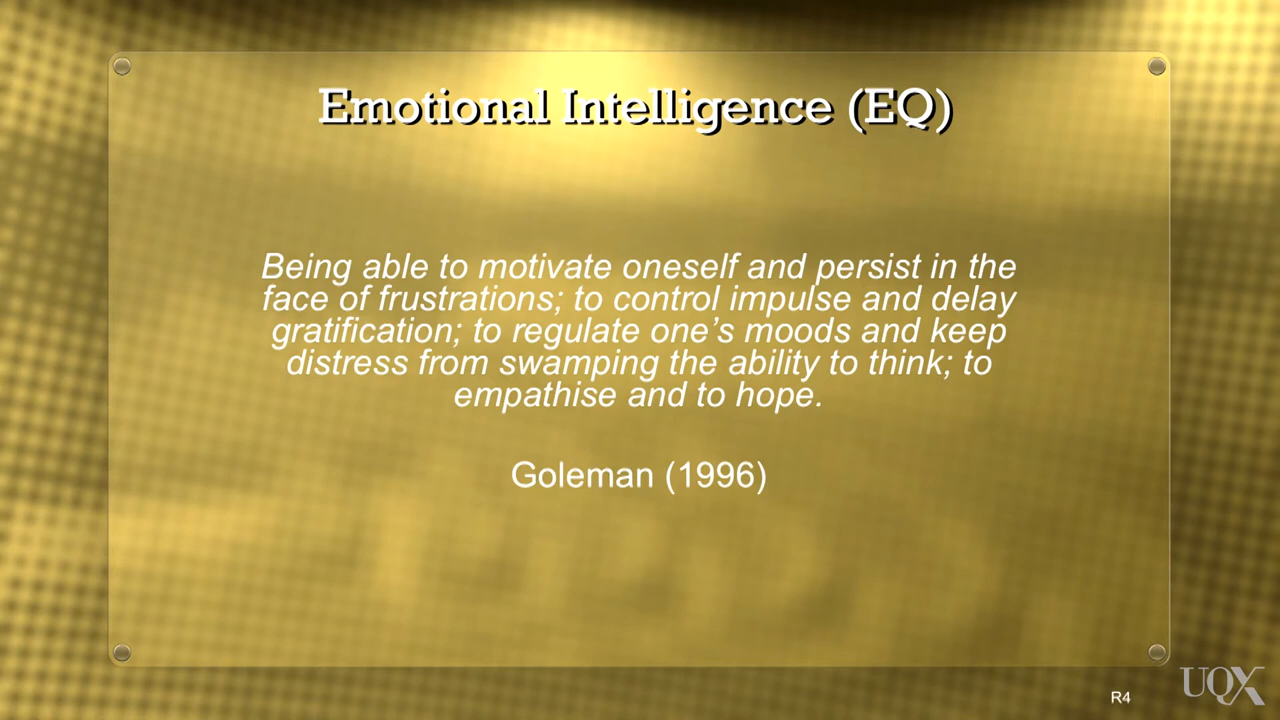 Emotional Intelligence (EQ)
Being able to motivate oneself and persist in the
face of frustrations; to control impulse and delay
gratification; to regulate one’s moods and keep
distress from swamping the ability to think; to
empathise and to hope.
Goleman (1996)
R4
UQX